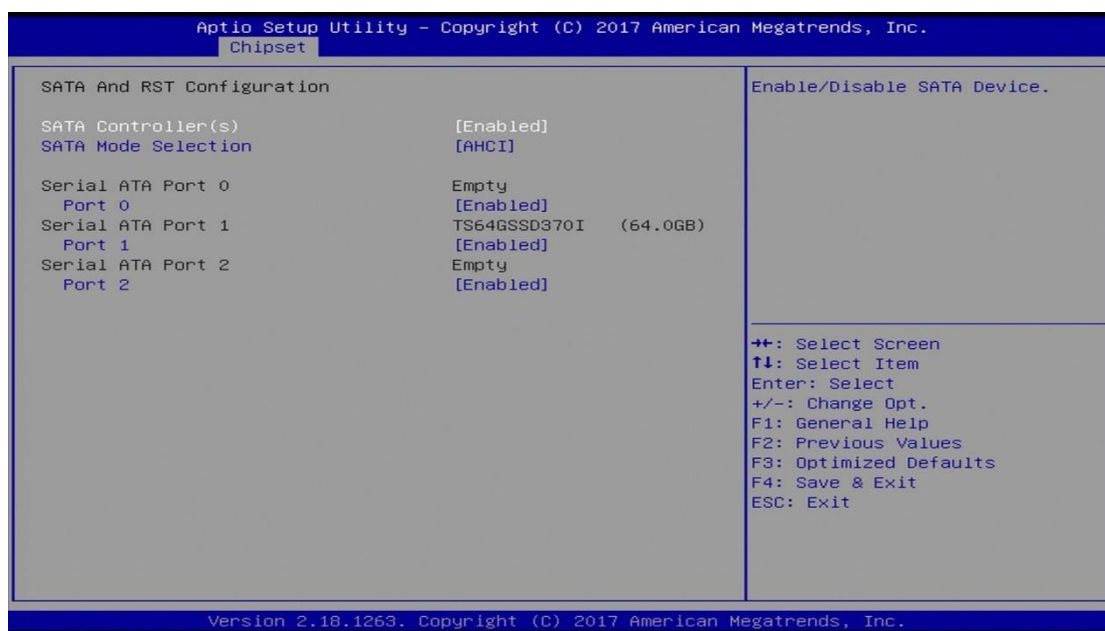 Aptio Setup Utility – Copyright (C) 2017 American Megatrends, Inc.
Chipset
SATA And RST Configuration
SATA Controller(s) [Enabled]
SATA Mode Selection [AHCI]
Serial ATA Port 0 Empty
Port 0 [Enabled]
Serial ATA Port 1 TS64GSSD370I (64.0GB)
Port 1 [Enabled]
Serial ATA Port 2 Empty
Port 2 [Enabled]
Enable/Disable SATA Device.
→←: Select Screen
↑↓: Select Item
Enter: Select
+/-: Change Opt.
F1: General Help
F2: Previous Values
F3: Optimized Defaults
F4: Save & Exit
ESC: Exit
Version 2.18.1263. Copyright (C) 2017 American Megatrends, Inc.